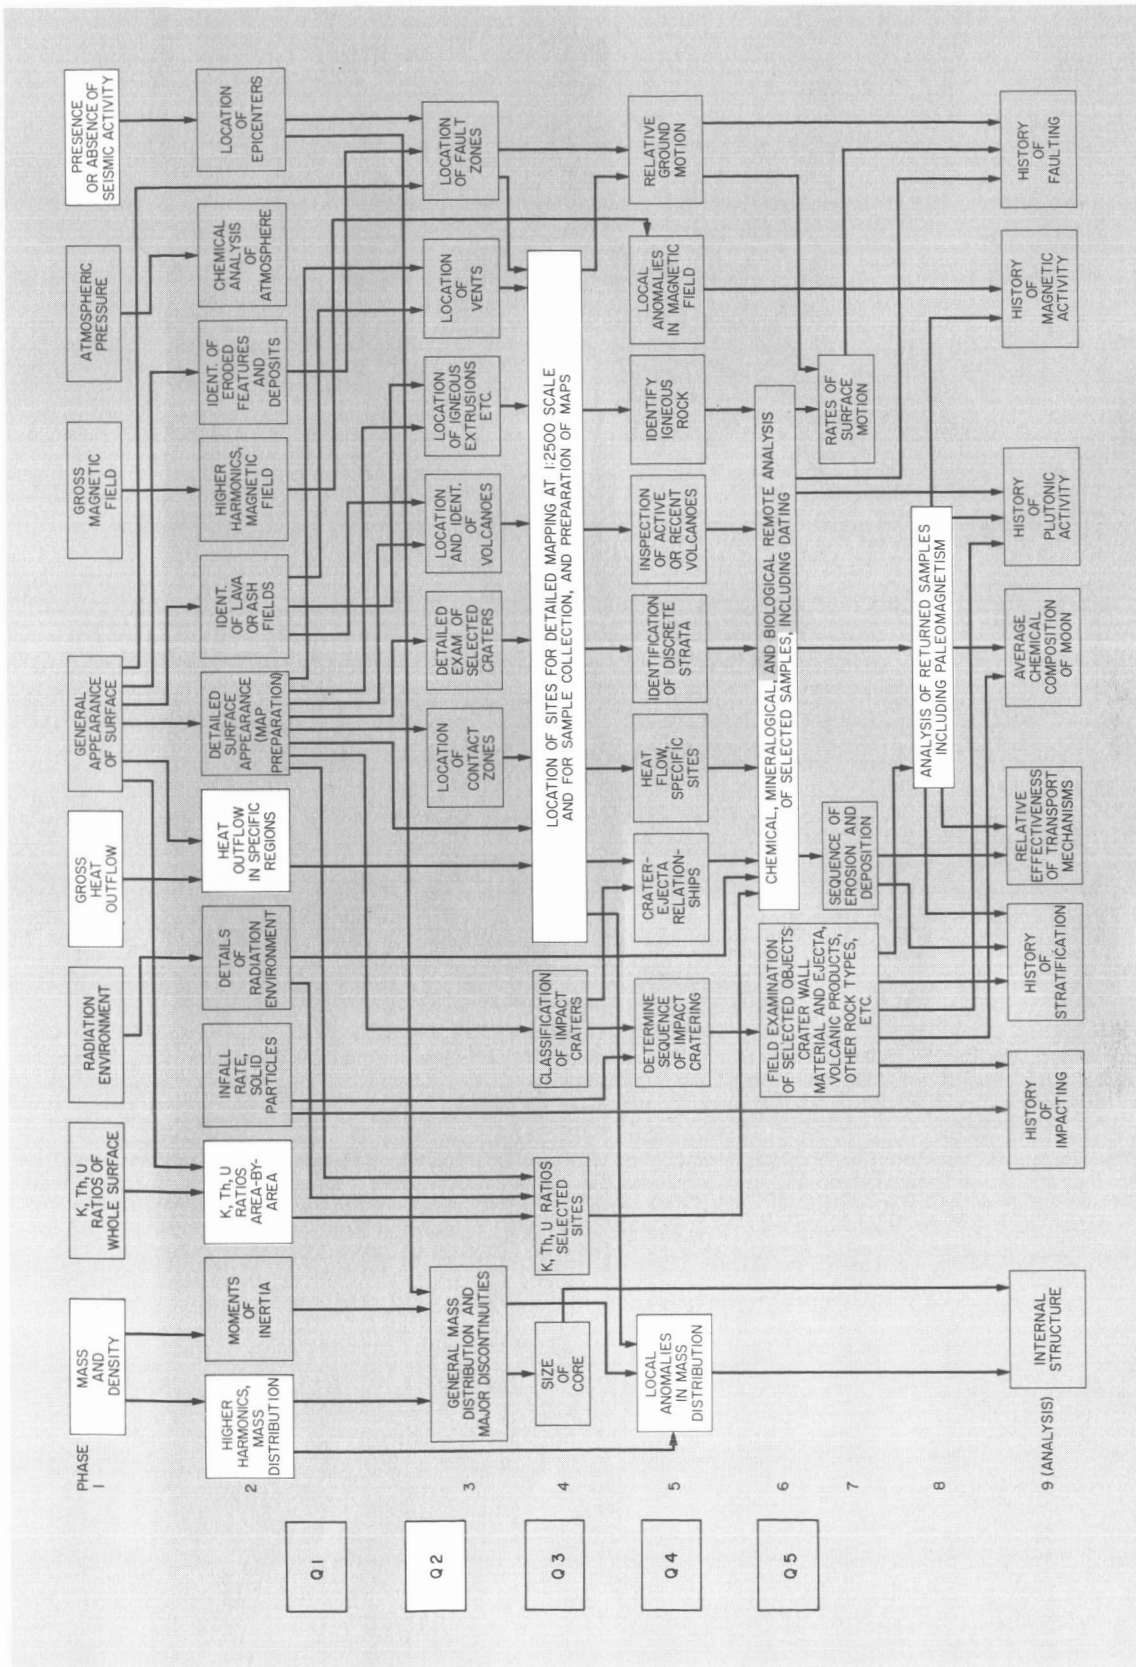 PHASE
1
MASS
AND
DENSITY
K, Th, U
RATIOS OF
WHOLE SURFACE
RADIATION
ENVIRONMENT
GROSS
HEAT
OUTFLOW
GENERAL
APPEARANCE
OF SURFACE
GROSS
MAGNETIC
FIELD
ATMOSPHERIC
PRESSURE
PRESENCE
OR ABSENCE OF
SEISMIC ACTIVITY
2
HIGHER
HARMONICS,
MASS
DISTRIBUTION
MOMENTS
OF
INERTIA
K, Th, U
RATIOS
AREA-BY-
AREA
INFALL
RATE,
SOLID
PARTICLES
DETAILS
OF
RADIATION
ENVIRONMENT
HEAT
OUTFLOW
IN SPECIFIC
REGIONS
DETAILED
SURFACE
APPEARANCE
(MAP
PREPARATION)
IDENT.
OF LAVA
OR ASH
FIELDS
HIGHER
HARMONICS,
MAGNETIC
FIELD
IDENT. OF
ERODED
FEATURES
AND
DEPOSITS
CHEMICAL
ANALYSIS
OF
ATMOSPHERE
LOCATION
OF
EPICENTERS
Q1
3
GENERAL MASS
DISTRIBUTION AND
MAJOR DISCONTINUITIES
LOCATION
OF
CONTACT
ZONES
DETAILED
EXAM OF
SELECTED
CRATERS
LOCATION
AND IDENT.
OF
VOLCANOES
LOCATION
OF IGNEOUS
EXTRUSIONS
ETC.
LOCATION
OF
VENTS
LOCATION
OF FAULT
ZONES
Q2
4
SIZE
OF
CORE
K, Th, U RATIOS
SELECTED
SITES
CLASSIFICATION
OF IMPACT
CRATERS
LOCATION OF SITES FOR DETAILED MAPPING AT 1:2500 SCALE
AND FOR SAMPLE COLLECTION, AND PREPARATION OF MAPS
Q3
5
LOCAL
ANOMALIES
IN MASS
DISTRIBUTION
DETERMINE
SEQUENCE
OF IMPACT
CRATERING
CRATER-
EJECTA
RELATION-
SHIPS
HEAT
FLOW,
SPECIFIC
SITES
IDENTIFICATION
OF DISCRETE
STRATA
INSPECTION
OF ACTIVE
OR RECENT
VOLCANOES
IDENTIFY
IGNEOUS
ROCK
LOCAL
ANOMALIES
IN MAGNETIC
FIELD
RELATIVE
GROUND
MOTION
Q4
6
FIELD EXAMINATION
OF SELECTED OBJECTS:
CRATER WALL
MATERIAL AND EJECTA,
VOLCANIC PRODUCTS,
OTHER ROCK TYPES,
ETC.
CHEMICAL, MINERALOGICAL, AND BIOLOGICAL REMOTE ANALYSIS
OF SELECTED SAMPLES, INCLUDING DATING
Q5
7
SEQUENCE OF
EROSION AND
DEPOSITION
RATES OF
SURFACE
MOTION
8
ANALYSIS OF RETURNED SAMPLES
INCLUDING PALEOMAGNETISM
9 (ANALYSIS)
INTERNAL
STRUCTURE
HISTORY
OF
IMPACTING
HISTORY
OF
STRATIFICATION
RELATIVE
EFFECTIVENESS
OF TRANSPORT
MECHANISMS
AVERAGE
CHEMICAL
COMPOSITION
OF MOON
HISTORY
OF
PLUTONIC
ACTIVITY
HISTORY
OF
MAGNETIC
ACTIVITY
HISTORY
OF
FAULTING